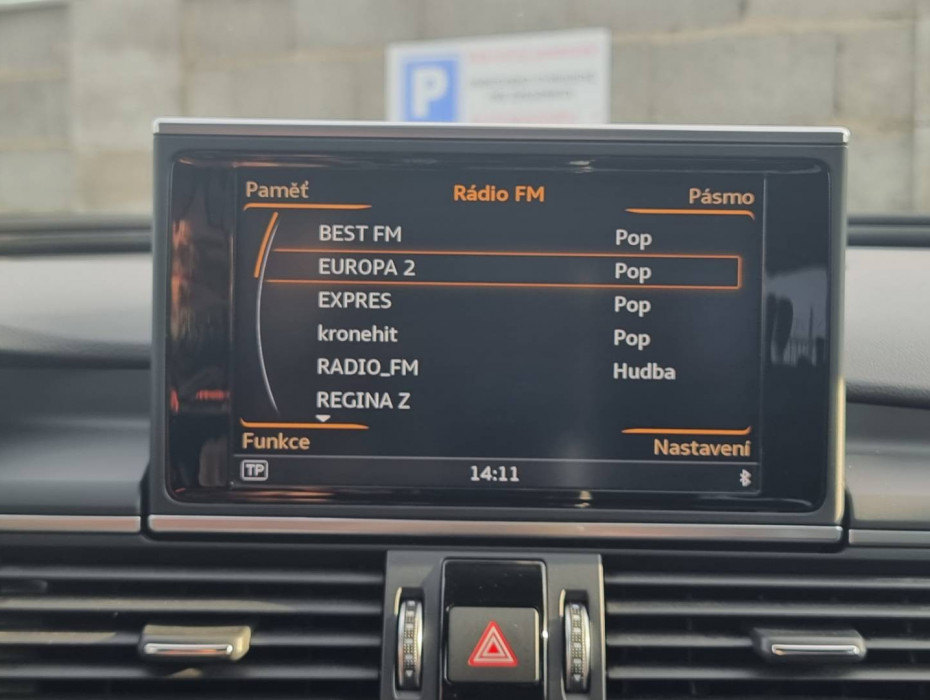 P
Paměť Rádio FM Pásmo
BEST FM Pop
EUROPA 2 Pop
EXPRES Pop
kronehit Pop
RADIO_FM Hudba
REGINA Z
Funkce Nastavení
TP 14:11